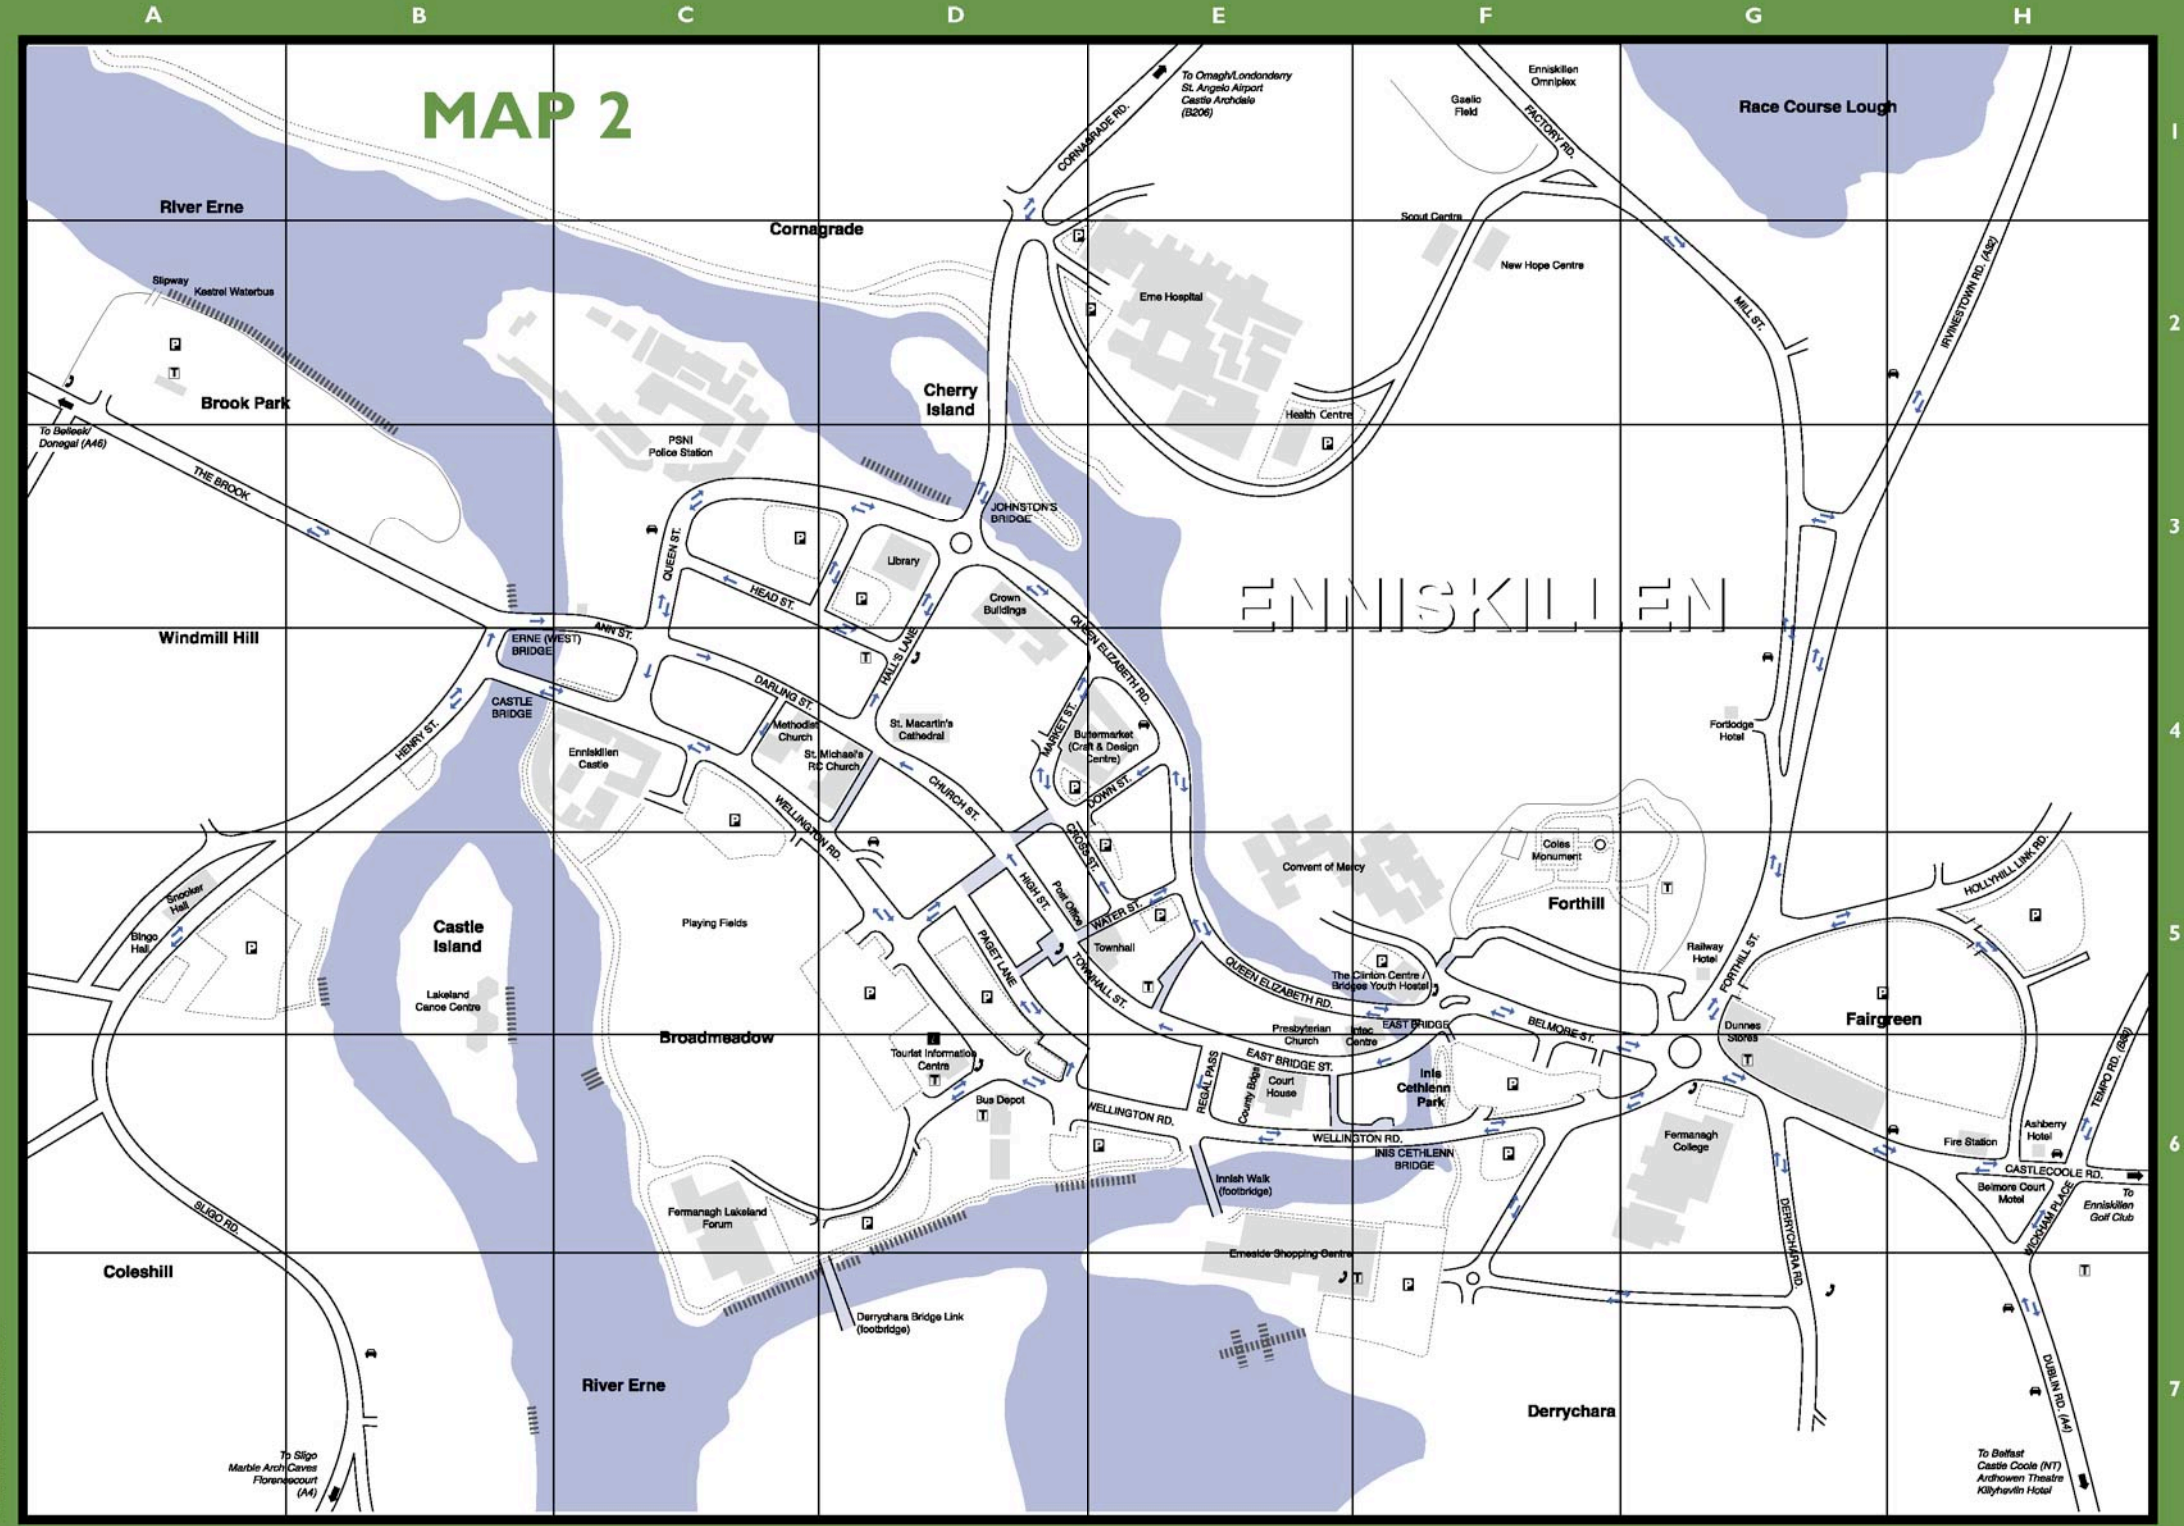 A B C D E F G H
MAP 2
To Omagh/Londonderry
St. Angelo Airport
Castle Archdale
(B206)
CORNAGRADE RD.
Gaelic
Field
Enniskillen
Omniplex
FACTORY RD.
Race Course Lough
1
River Erne
Cornagrade
Scout Centre
New Hope Centre
Slipway
Kestrel Waterbus
P
T
Brook Park
To Belleek/
Donegal (A46)
THE BROOK
PSNI
Police Station
Cherry
Island
P
P
Erne Hospital
Health Centre
P
MILL ST.
IRVINESTOWN RD. (A32)
2
JOHNSTON'S
BRIDGE
QUEEN ST.
P
Library
P
HEAD ST.
Crown
Buildings
QUEEN ELIZABETH RD.
ENNISKILLEN
3
Windmill Hill
ERNE (WEST)
BRIDGE
ANN ST.
CASTLE
BRIDGE
HENRY ST.
Enniskillen
Castle
DARLING ST.
T
HALL'S LANE
Methodist
Church
St. Michael's
RC Church
St. Macartin's
Cathedral
MARKET ST.
Buttermarket
(Craft & Design
Centre)
P
DOWN ST.
CHURCH ST.
P
WELLINGTON RD.
Fortlodge
Hotel
4
Snooker
Hall
Bingo
Hall
P
Castle
Island
Lakeland
Canoe Centre
Playing Fields
P
CROSS ST.
P
HIGH ST.
Post Office
WATER ST.
P
Townhall
T
PAGET LANE
P
TOWNHALL ST.
Convent of Mercy
QUEEN ELIZABETH RD.
P
The Clinton Centre /
Bridges Youth Hostel
Coles
Monument
T
Forthill
Railway
Hotel
FORTHILL ST.
HOLLYHILL LINK RD.
P
P
Fairgreen
5
Broadmeadow
Tourist Information
Centre
T
Bus Depot
T
Presbyterian
Church
Intec
Centre
EAST BRIDGE
BELMORE ST.
EAST BRIDGE ST.
REGAL PASS
County Bdgs
Court
House
Inis
Cethlenn
Park
P
Dunnes
Stores
T
TEMPO RD. (B80)
WELLINGTON RD.
WELLINGTON RD.
P
INIS CETHLENN
BRIDGE
P
Fermanagh
College
Fire Station
Ashberry
Hotel
CASTLECOOLE RD.
Belmore Court
Motel
WICKHAM PLACE
To
Enniskillen
Golf Club
6
Innish Walk
(footbridge)
SLIGO RD.
Fermanagh Lakeland
Forum
P
DERRYCHARA RD.
Erneside Shopping Centre
T
P
T
Coleshill
Derrychara Bridge Link
(footbridge)
River Erne
Derrychara
DUBLIN RD. (A4)
7
To Sligo
Marble Arch Caves
Florencecourt
(A4)
To Belfast
Castle Coole (NT)
Ardhowen Theatre
Killyhevlin Hotel